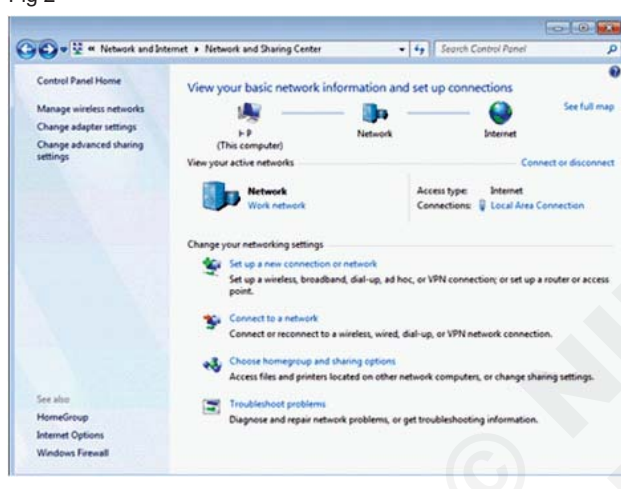 « Network and Internet ▸ Network and Sharing Center
Search Control Panel
Control Panel Home
Manage wireless networks
Change adapter settings
Change advanced sharing
settings
See also
HomeGroup
Internet Options
Windows Firewall
View your basic network information and set up connections
See full map
(This computer)
Network
Internet
View your active networks
Connect or disconnect
Network
Work network
Access type: Internet
Connections: Local Area Connection
Change your networking settings
Set up a new connection or network
Set up a wireless, broadband, dial-up, ad hoc, or VPN connection; or set up a router or access
point.
Connect to a network
Connect or reconnect to a wireless, wired, dial-up, or VPN network connection.
Choose homegroup and sharing options
Access files and printers located on other network computers, or change sharing settings.
Troubleshoot problems
Diagnose and repair network problems, or get troubleshooting information.
©